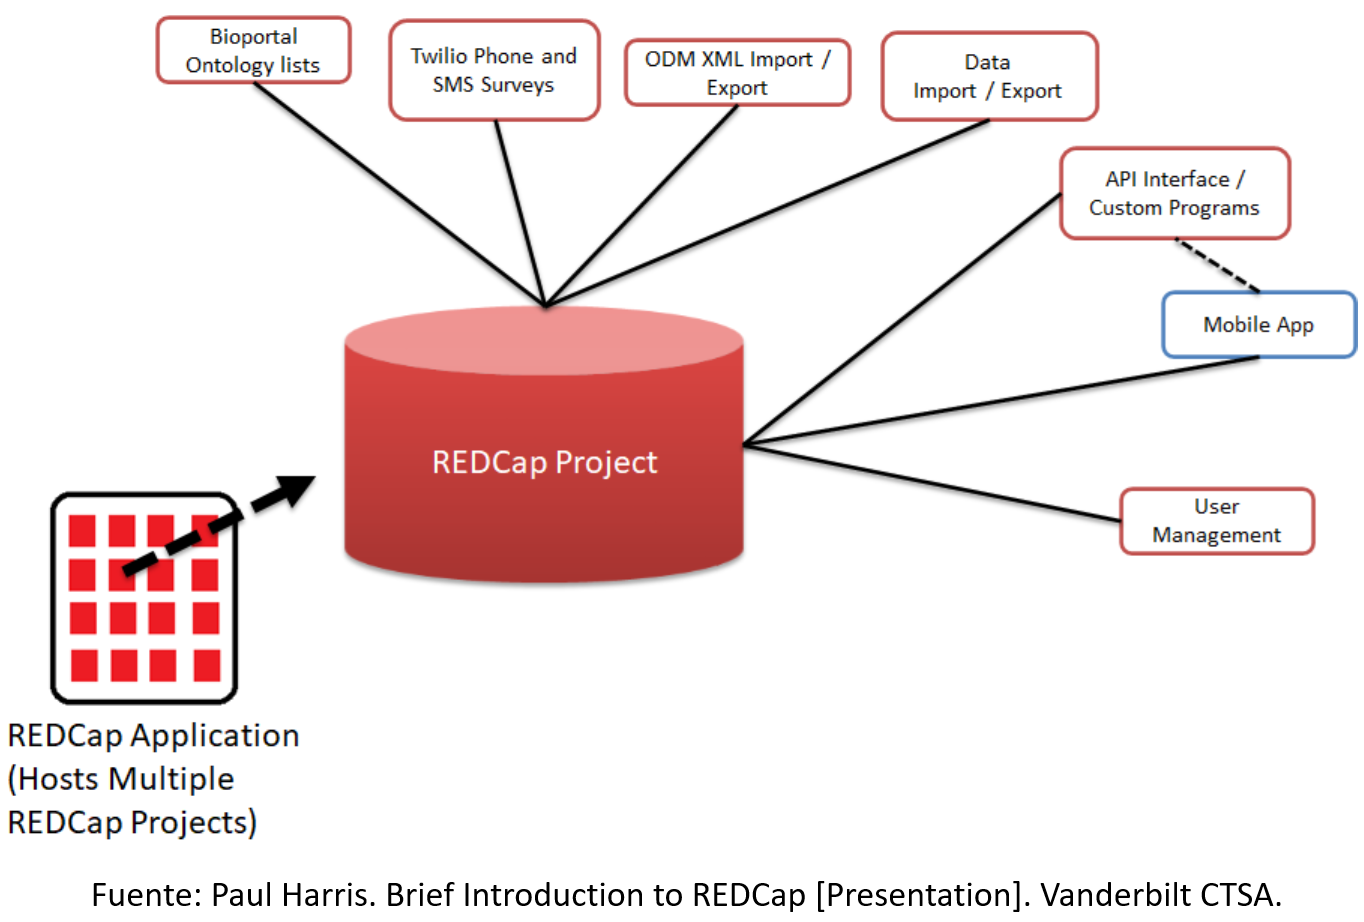 Bioportal
Ontology lists
Twilio Phone and
SMS Surveys
ODM XML Import /
Export
Data
Import / Export
API Interface /
Custom Programs
Mobile App
REDCap Project
User
Management
REDCap Application
(Hosts Multiple
REDCap Projects)
Fuente: Paul Harris. Brief Introduction to REDCap [Presentation]. Vanderbilt CTSA.